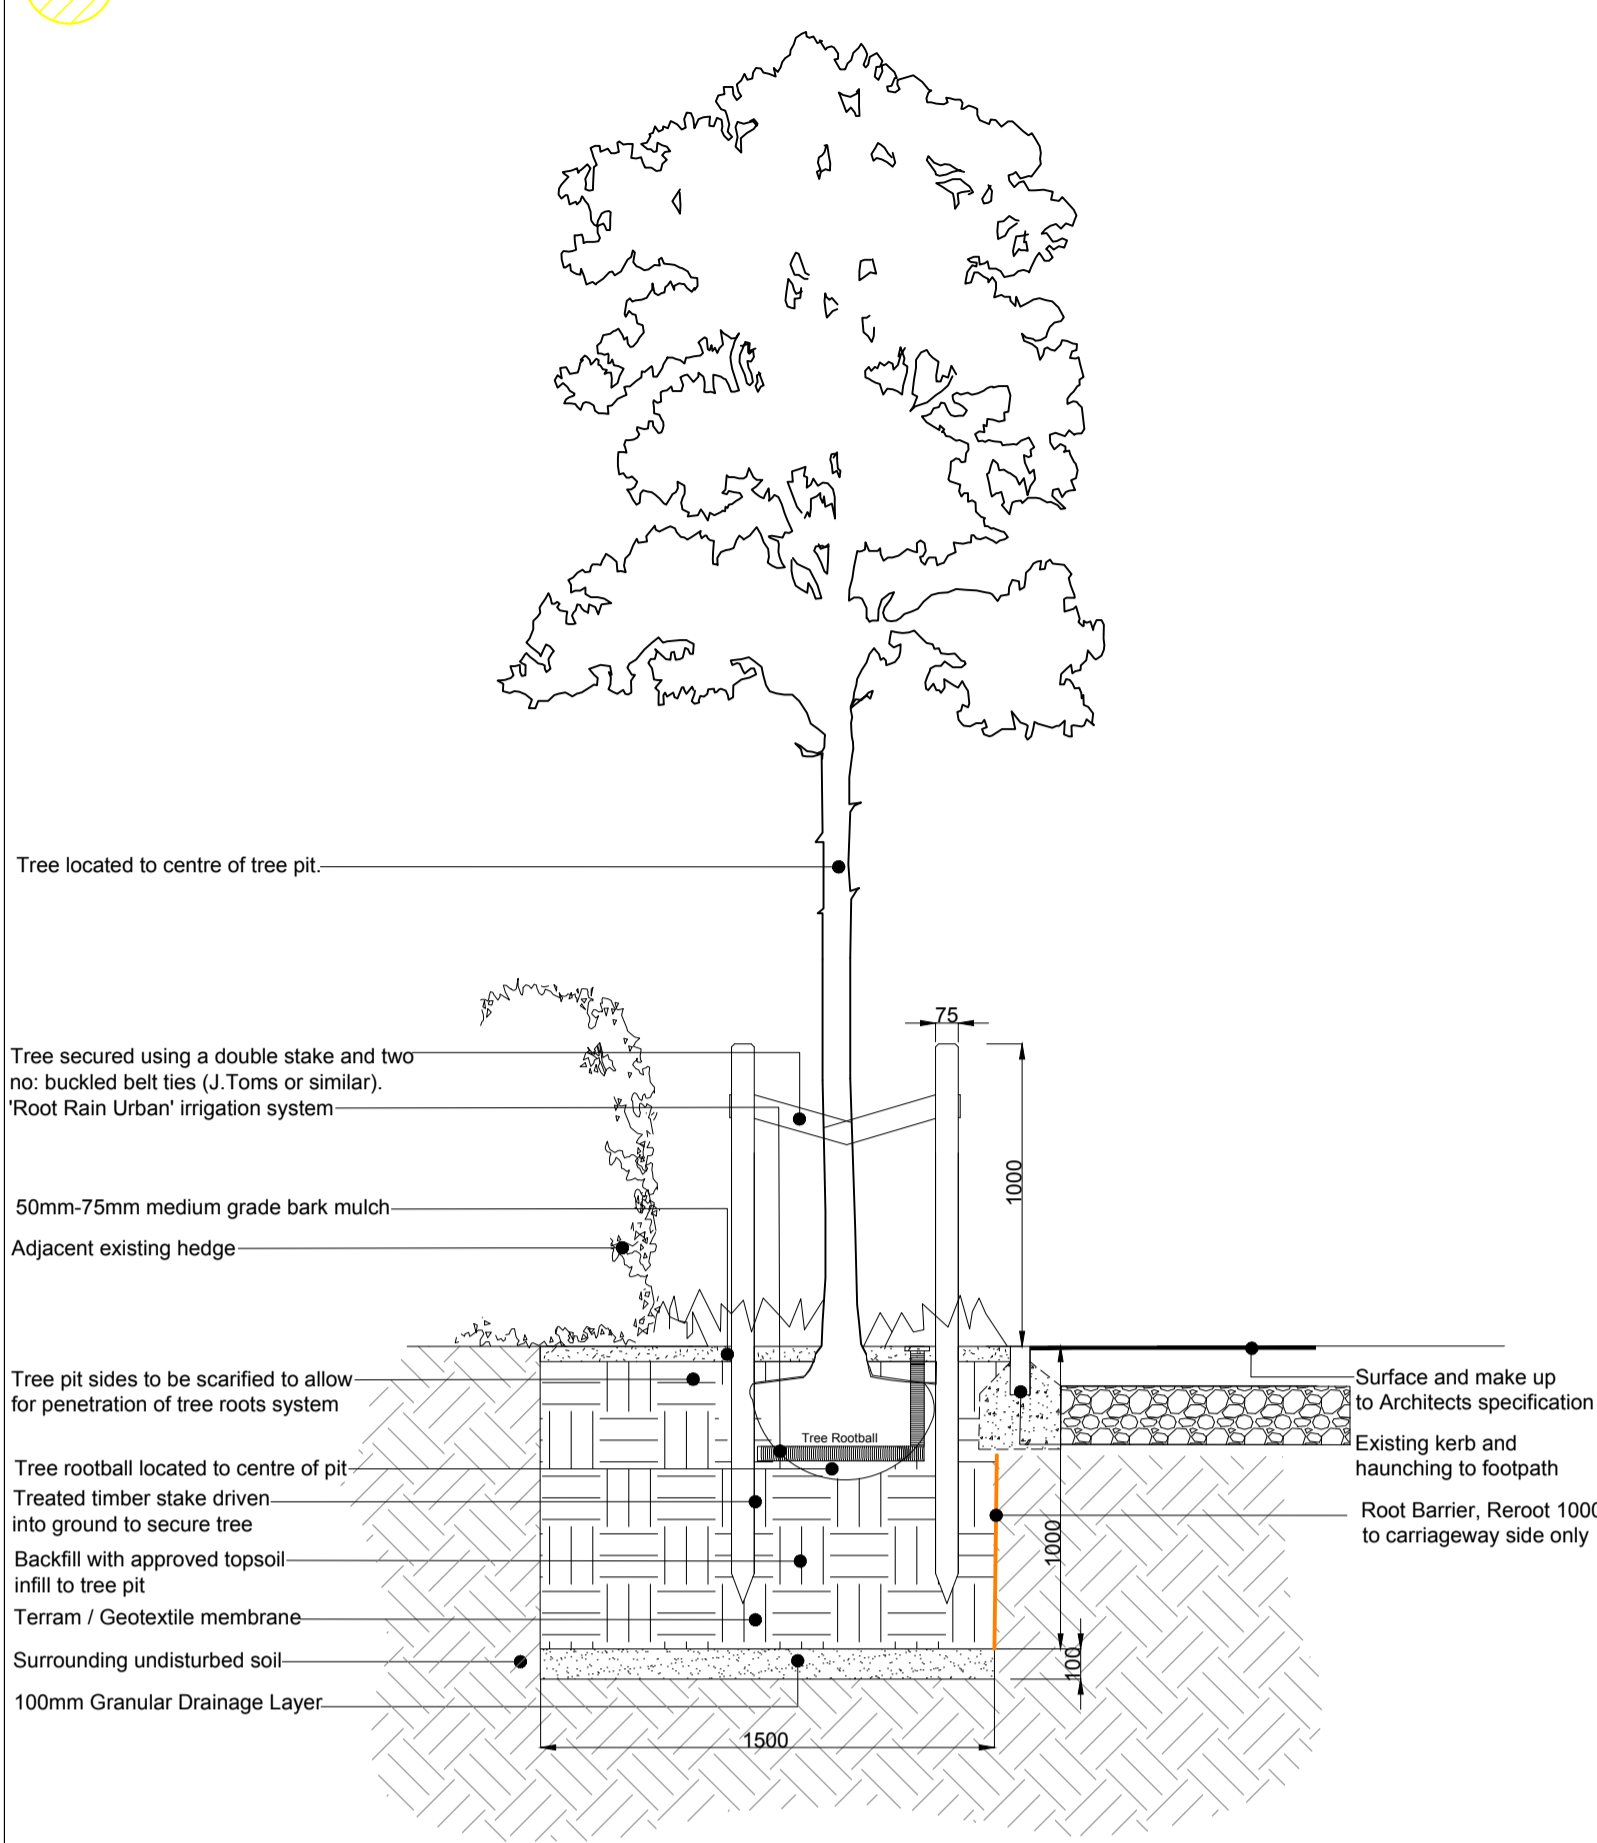 Tree located to centre of tree pit.
75
Tree secured using a double stake and two
no: buckled belt ties (J.Toms or similar).
'Root Rain Urban' irrigation system
1000
50mm-75mm medium grade bark mulch
Adjacent existing hedge
Tree pit sides to be scarified to allow
for penetration of tree roots system
Surface and make up
to Architects specification
Tree Rootball
Existing kerb and
haunching to footpath
Tree rootball located to centre of pit
Treated timber stake driven
into ground to secure tree
Root Barrier, Reroot 1000
to carriageway side only
1000
Backfill with approved topsoil
infill to tree pit
Terram / Geotextile membrane
Surrounding undisturbed soil
100
100mm Granular Drainage Layer
1500